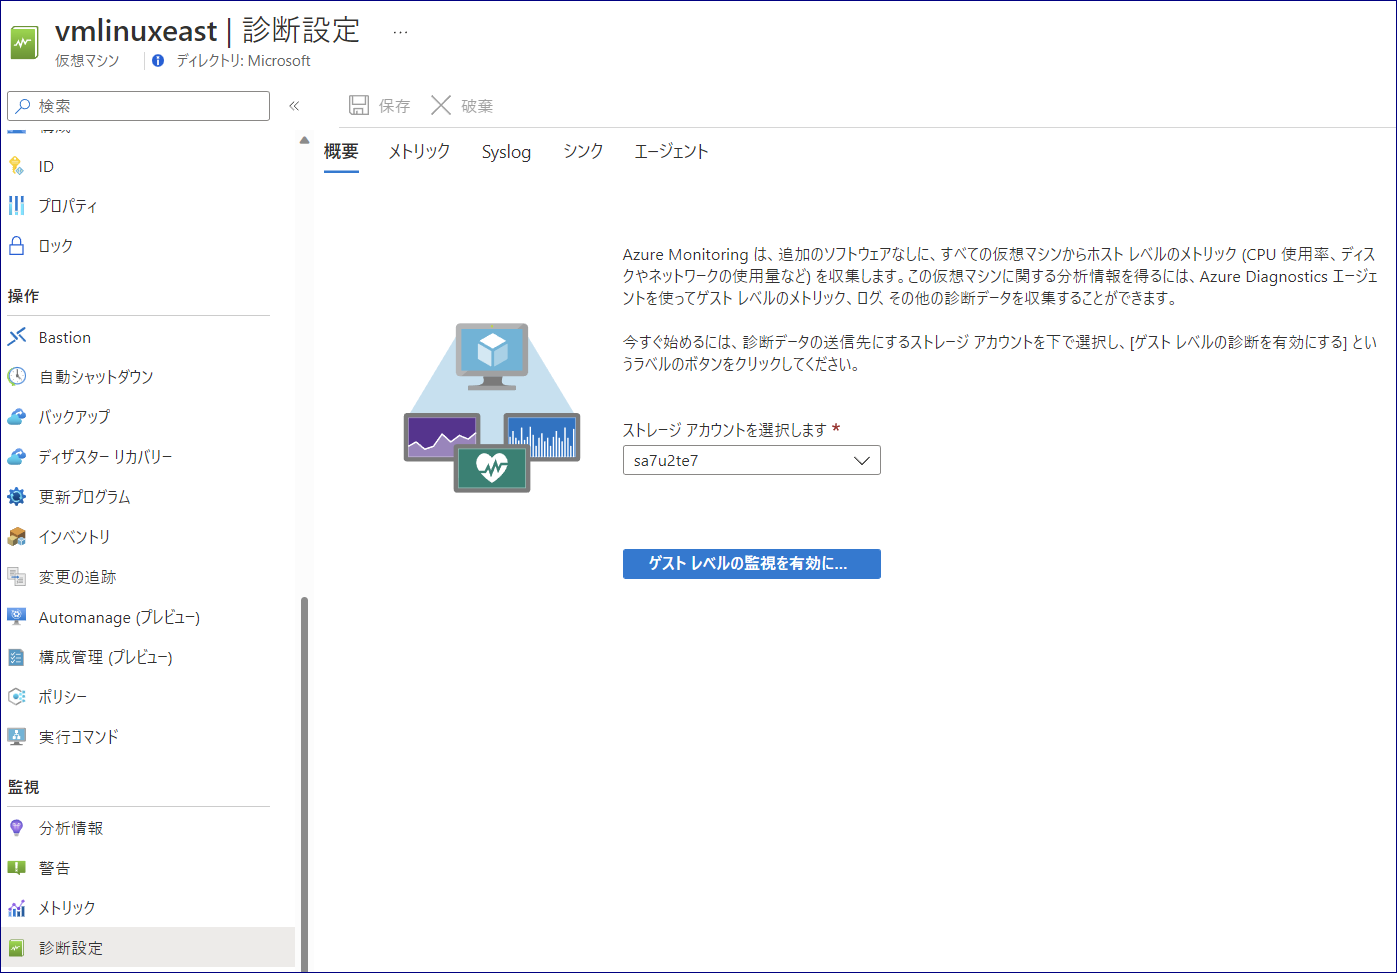 vmlinuxeast | 診断設定 …
仮想マシン
ディレクトリ: Microsoft
検索
«
保存
破棄
ID
プロパティ
ロック
操作
Bastion
自動シャットダウン
バックアップ
ディザスター リカバリー
更新プログラム
インベントリ
変更の追跡
Automanage (プレビュー)
構成管理 (プレビュー)
ポリシー
実行コマンド
監視
分析情報
警告
メトリック
診断設定
概要
メトリック
Syslog
シンク
エージェント
Azure Monitoring は、追加のソフトウェアなしに、すべての仮想マシンからホスト レベルのメトリック (CPU 使用率、ディス
クやネットワークの使用量など) を収集します。この仮想マシンに関する分析情報を得るには、Azure Diagnostics エージェ
ントを使ってゲスト レベルのメトリック、ログ、その他の診断データを収集することができます。
今すぐ始めるには、診断データの送信先にするストレージ アカウントを下で選択し、[ゲスト レベルの診断を有効にする] とい
うラベルのボタンをクリックしてください。
ストレージ アカウントを選択します *
sa7u2te7
ゲスト レベルの監視を有効に...